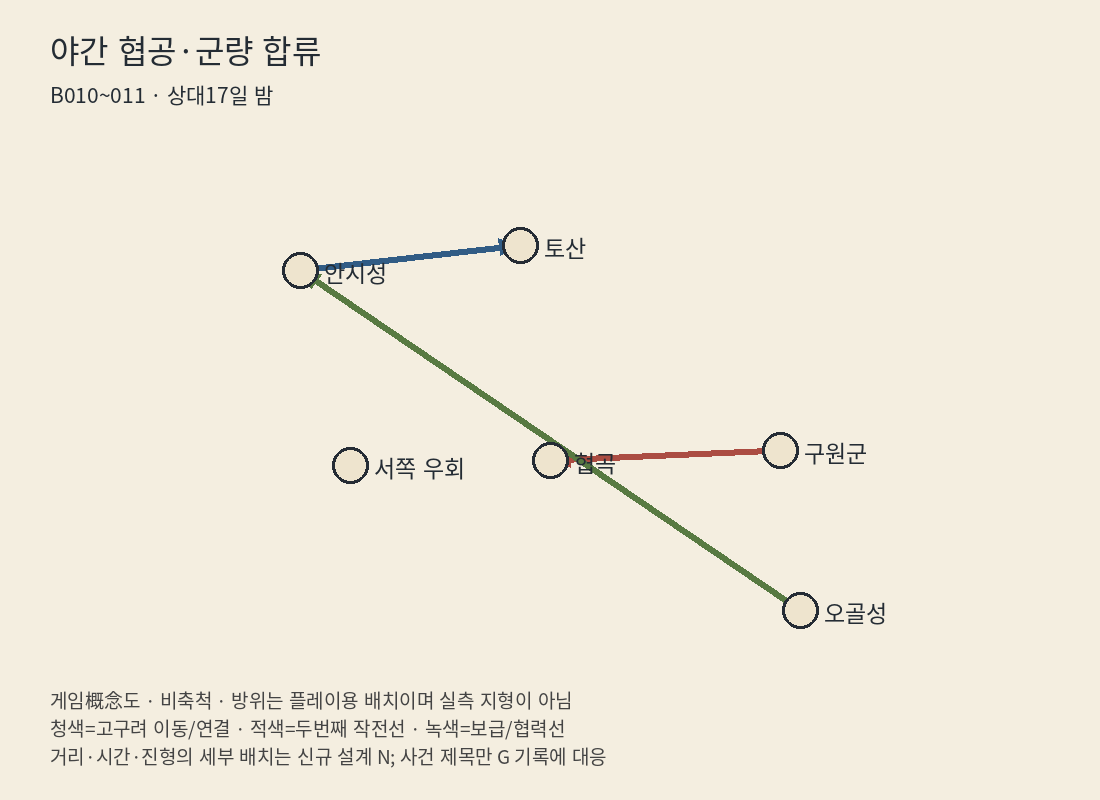 야간 협공·군량 합류
B010~011 · 상대17일 밤
토산
안시성
구원군
협곡
서쪽 우회
오골성
게임概念도 · 비축척 · 방위는 플레이용 배치이며 실측 지형이 아님
청색=고구려 이동/연결 · 적색=두번째 작전선 · 녹색=보급/협력선
거리·시간·진형의 세부 배치는 신규 설계 N; 사건 제목만 G 기록에 대응